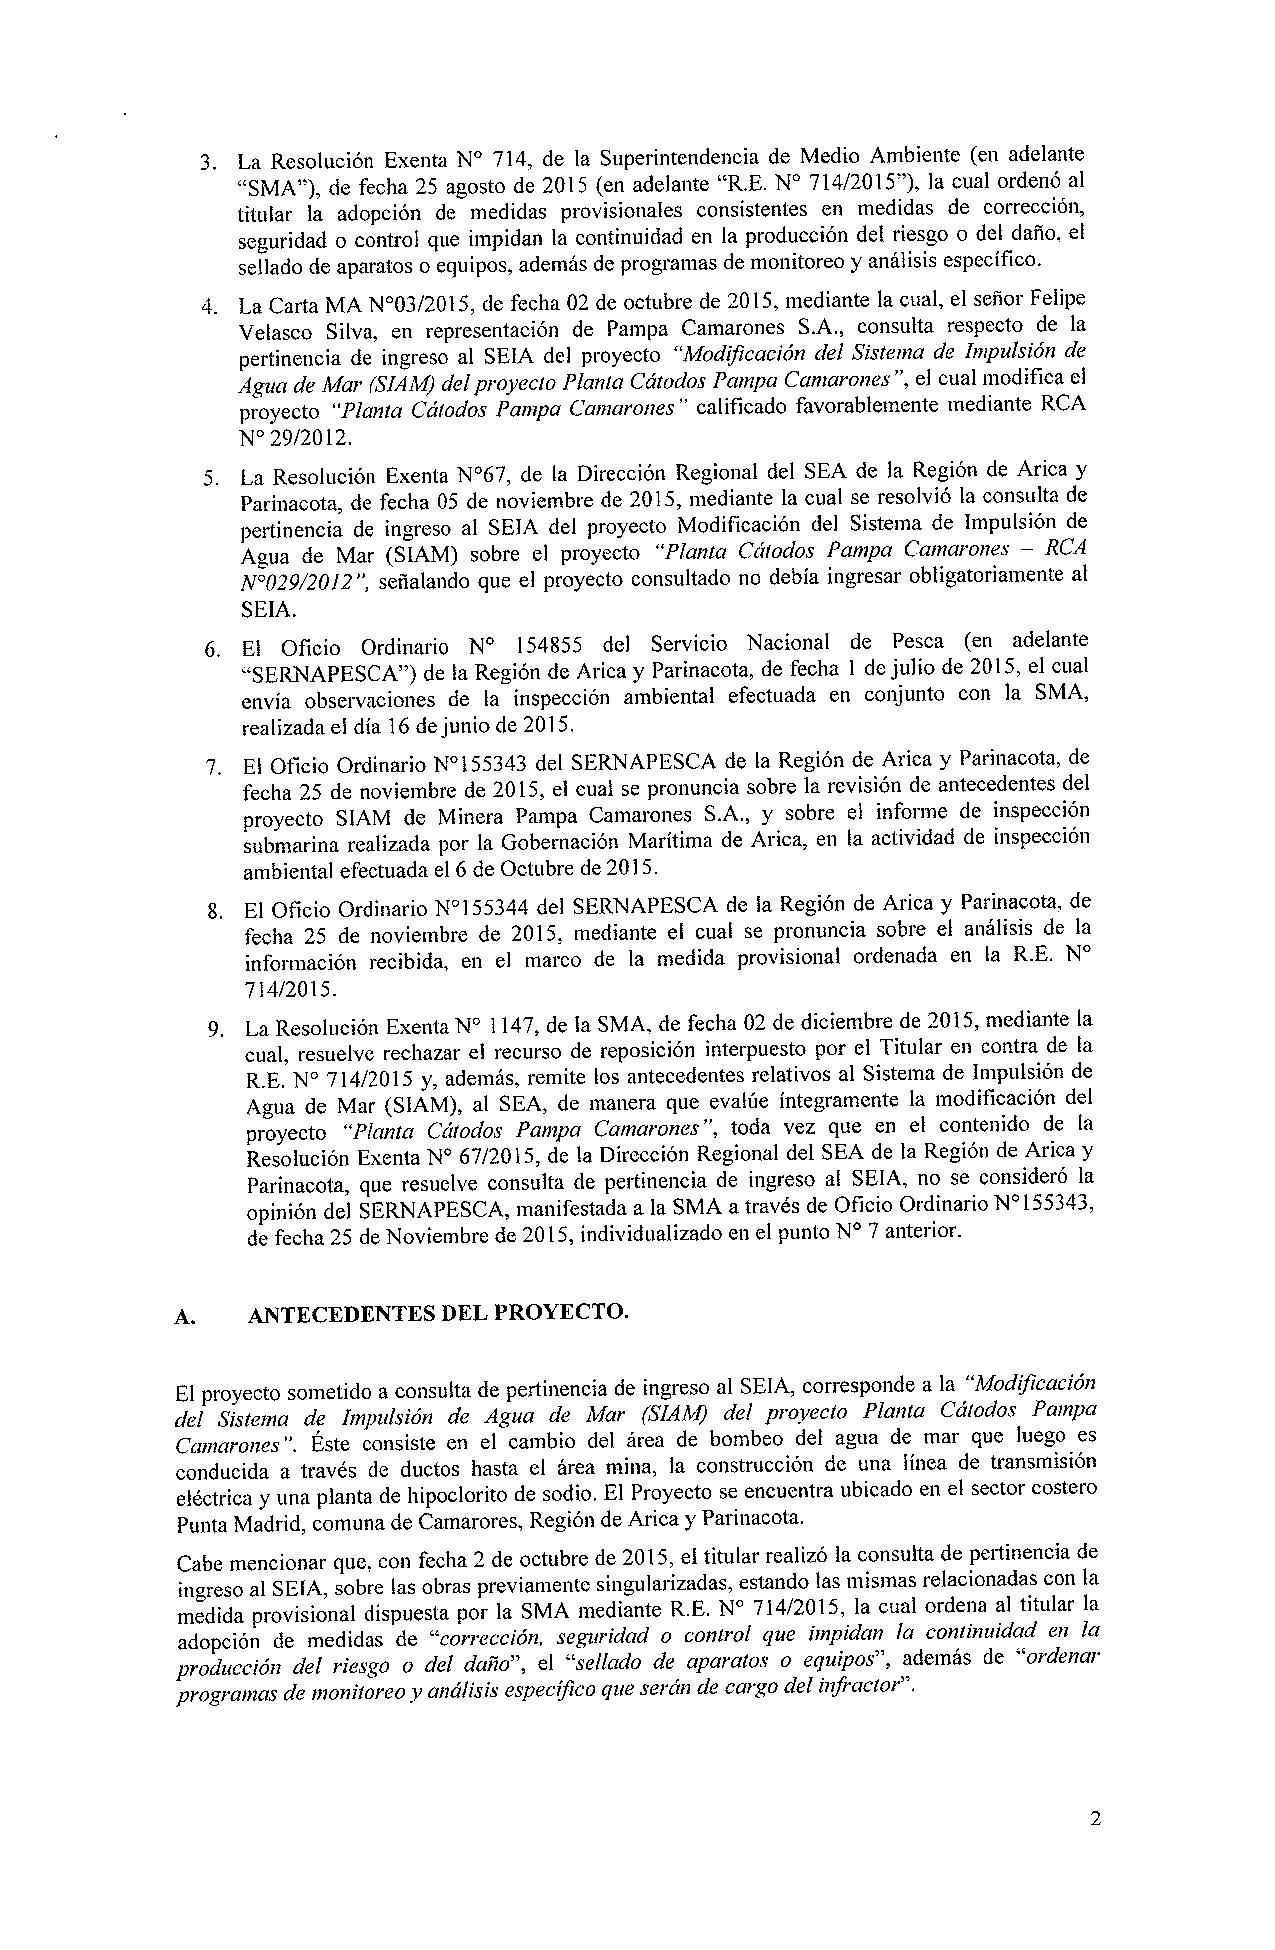 3. La Resolución Exenta N° 714, de la Superintendencia de Medio Ambiente (en adelante
“SMA”), de fecha 25 agosto de 2015 (en adelante “R.E. N° 714/2015”), la cual ordenó al
titular la adopción de medidas provisionales consistentes en medidas de corrección,
seguridad o control que impidan la continuidad en la producción del riesgo o del daño, el
sellado de aparatos o equipos, además de programas de monitoreo y análisis específico.
4. La Carta MA N°03/2015, de fecha 02 de octubre de 2015, mediante la cual, el señor Felipe
Velasco Silva, en representación de Pampa Camarones S.A., consulta respecto de la
pertinencia de ingreso al SEIA del proyecto “Modificación del Sistema de Impulsión de
Agua de Mar (SIAM) del proyecto Planta Cátodos Pampa Camarones”, el cual modifica el
proyecto “Planta Cátodos Pampa Camarones” calificado favorablemente mediante RCA
N° 29/2012.
5. La Resolución Exenta N°67, de la Dirección Regional del SEA de la Región de Arica y
Parinacota, de fecha 05 de noviembre de 2015, mediante la cual se resolvió la consulta de
pertinencia de ingreso al SEIA del proyecto Modificación del Sistema de Impulsión de
Agua de Mar (SIAM) sobre el proyecto “Planta Cátodos Pampa Camarones – RCA
N°029/2012”, señalando que el proyecto consultado no debía ingresar obligatoriamente al
SEIA.
6. El Oficio Ordinario N° 154855 del Servicio Nacional de Pesca (en adelante
“SERNAPESCA”) de la Región de Arica y Parinacota, de fecha 1 de julio de 2015, el cual
envía observaciones de la inspección ambiental efectuada en conjunto con la SMA,
realizada el día 16 de junio de 2015.
7. El Oficio Ordinario N°155343 del SERNAPESCA de la Región de Arica y Parinacota, de
fecha 25 de noviembre de 2015, el cual se pronuncia sobre la revisión de antecedentes del
proyecto SIAM de Minera Pampa Camarones S.A., y sobre el informe de inspección
submarina realizada por la Gobernación Marítima de Arica, en la actividad de inspección
ambiental efectuada el 6 de Octubre de 2015.
8. El Oficio Ordinario N°155344 del SERNAPESCA de la Región de Arica y Parinacota, de
fecha 25 de noviembre de 2015, mediante el cual se pronuncia sobre el análisis de la
información recibida, en el marco de la medida provisional ordenada en la R.E. N°
714/2015.
9. La Resolución Exenta N° 1147, de la SMA, de fecha 02 de diciembre de 2015, mediante la
cual, resuelve rechazar el recurso de reposición interpuesto por el Titular en contra de la
R.E. N° 714/2015 y, además, remite los antecedentes relativos al Sistema de Impulsión de
Agua de Mar (SIAM), al SEA, de manera que evalúe íntegramente la modificación del
proyecto “Planta Cátodos Pampa Camarones”, toda vez que en el contenido de la
Resolución Exenta N° 67/2015, de la Dirección Regional del SEA de la Región de Arica y
Parinacota, que resuelve consulta de pertinencia de ingreso al SEIA, no se consideró la
opinión del SERNAPESCA, manifestada a la SMA a través de Oficio Ordinario N°155343,
de fecha 25 de Noviembre de 2015, individualizado en el punto N° 7 anterior.
A. ANTECEDENTES DEL PROYECTO.
El proyecto sometido a consulta de pertinencia de ingreso al SEIA, corresponde a la “Modificación
del Sistema de Impulsión de Agua de Mar (SIAM) del proyecto Planta Cátodos Pampa
Camarones”. Éste consiste en el cambio del área de bombeo del agua de mar que luego es
conducida a través de ductos hasta el área mina, la construcción de una línea de transmisión
eléctrica y una planta de hipoclorito de sodio. El Proyecto se encuentra ubicado en el sector costero
Punta Madrid, comuna de Camarores, Región de Arica y Parinacota.
Cabe mencionar que, con fecha 2 de octubre de 2015, el titular realizó la consulta de pertinencia de
ingreso al SEIA, sobre las obras previamente singularizadas, estando las mismas relacionadas con la
medida provisional dispuesta por la SMA mediante R.E. N° 714/2015, la cual ordena al titular la
adopción de medidas de “corrección, seguridad o control que impidan la continuidad en la
producción del riesgo o del daño”, el “sellado de aparatos o equipos”, además de “ordenar
programas de monitoreo y análisis específico que serán de cargo del infractor”.
2